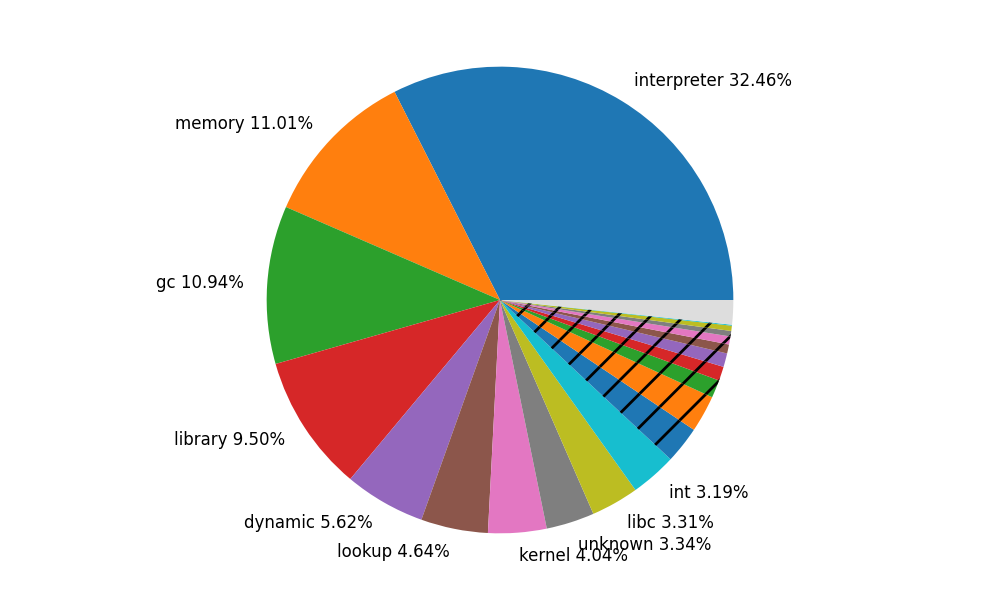 interpreter 32.46%
memory 11.01%
gc 10.94%
library 9.50%
dynamic 5.62%
lookup 4.64%
kernel 4.04%
unknown 3.34%
libc 3.31%
int 3.19%